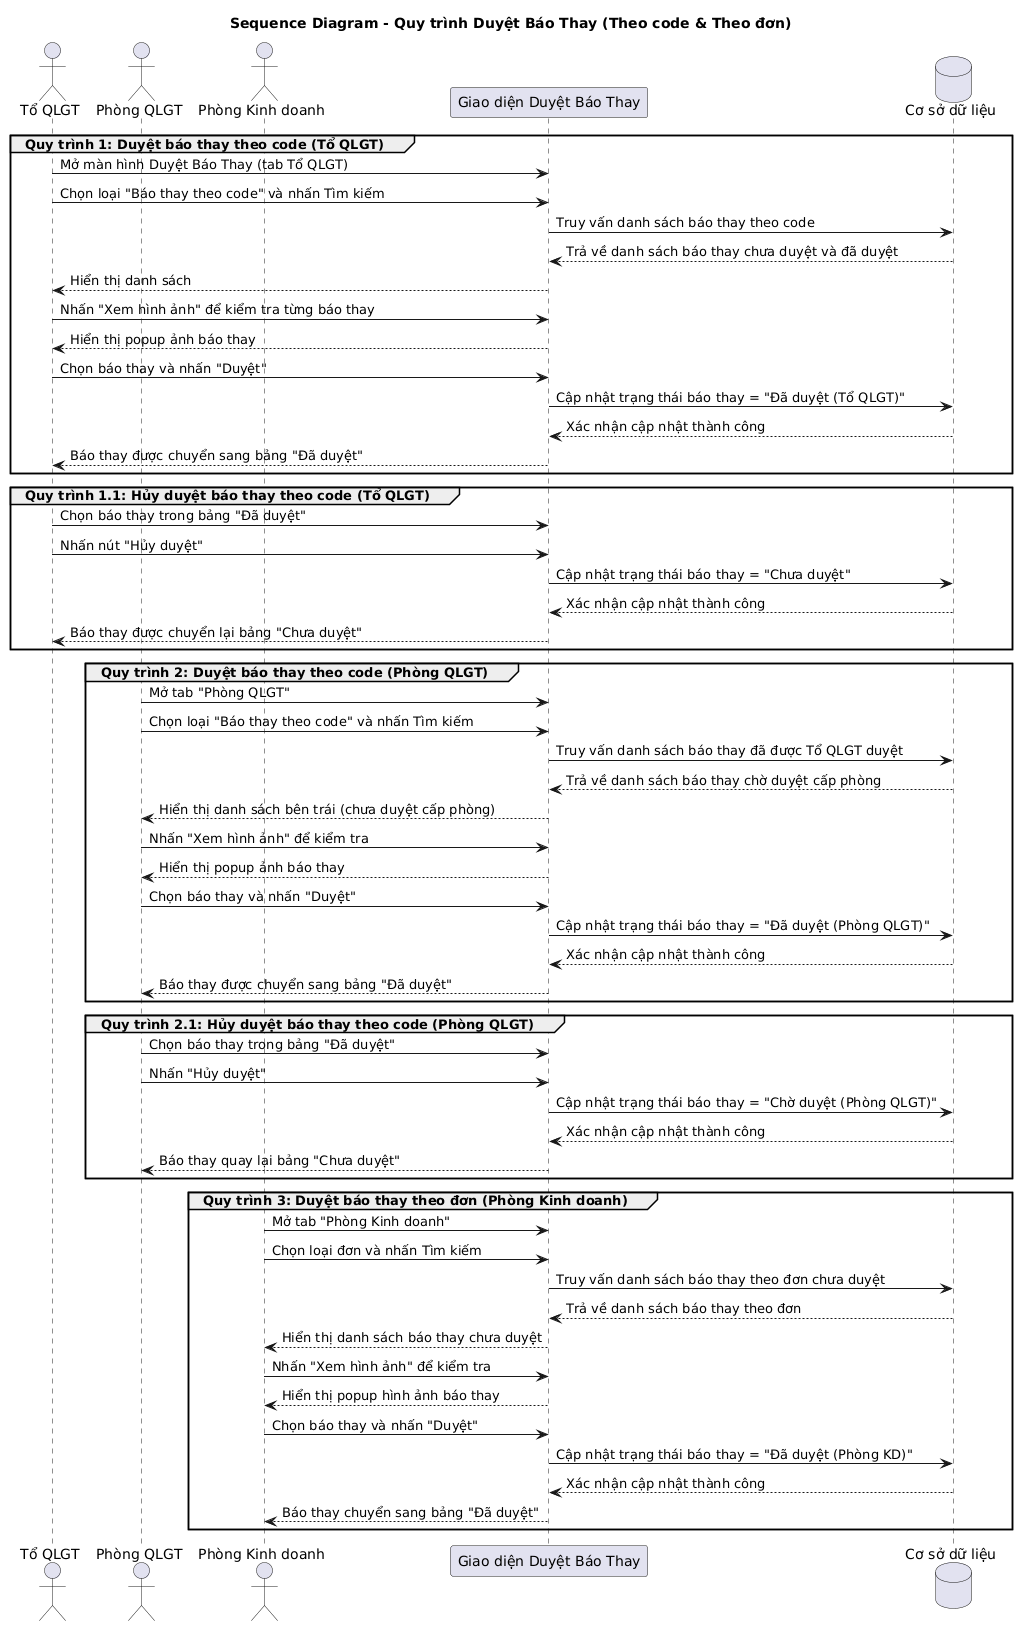 Sequence Diagram - Quy trình Duyệt Báo Thay (Theo code & Theo đơn)
Tổ QLGT
Phòng QLGT
Phòng Kinh doanh
Giao diện Duyệt Báo Thay
Cơ sở dữ liệu
Quy trình 1: Duyệt báo thay theo code (Tổ QLGT)
Mở màn hình Duyệt Báo Thay (tab Tổ QLGT)
Chọn loại "Báo thay theo code" và nhấn Tìm kiếm
Truy vấn danh sách báo thay theo code
Trả về danh sách báo thay chưa duyệt và đã duyệt
Hiển thị danh sách
Nhấn "Xem hình ảnh" để kiểm tra từng báo thay
Hiển thị popup ảnh báo thay
Chọn báo thay và nhấn "Duyệt"
Cập nhật trạng thái báo thay = "Đã duyệt (Tổ QLGT)"
Xác nhận cập nhật thành công
Báo thay được chuyển sang bảng "Đã duyệt"
Quy trình 1.1: Hủy duyệt báo thay theo code (Tổ QLGT)
Chọn báo thay trong bảng "Đã duyệt"
Nhấn nút "Hủy duyệt"
Cập nhật trạng thái báo thay = "Chưa duyệt"
Xác nhận cập nhật thành công
Báo thay được chuyển lại bảng "Chưa duyệt"
Quy trình 2: Duyệt báo thay theo code (Phòng QLGT)
Mở tab "Phòng QLGT"
Chọn loại "Báo thay theo code" và nhấn Tìm kiếm
Truy vấn danh sách báo thay đã được Tổ QLGT duyệt
Trả về danh sách báo thay chờ duyệt cấp phòng
Hiển thị danh sách bên trái (chưa duyệt cấp phòng)
Nhấn "Xem hình ảnh" để kiểm tra
Hiển thị popup ảnh báo thay
Chọn báo thay và nhấn "Duyệt"
Cập nhật trạng thái báo thay = "Đã duyệt (Phòng QLGT)"
Xác nhận cập nhật thành công
Báo thay được chuyển sang bảng "Đã duyệt"
Quy trình 2.1: Hủy duyệt báo thay theo code (Phòng QLGT)
Chọn báo thay trong bảng "Đã duyệt"
Nhấn "Hủy duyệt"
Cập nhật trạng thái báo thay = "Chờ duyệt (Phòng QLGT)"
Xác nhận cập nhật thành công
Báo thay quay lại bảng "Chưa duyệt"
Quy trình 3: Duyệt báo thay theo đơn (Phòng Kinh doanh)
Mở tab "Phòng Kinh doanh"
Chọn loại đơn và nhấn Tìm kiếm
Truy vấn danh sách báo thay theo đơn chưa duyệt
Trả về danh sách báo thay theo đơn
Hiển thị danh sách báo thay chưa duyệt
Nhấn "Xem hình ảnh" để kiểm tra
Hiển thị popup hình ảnh báo thay
Chọn báo thay và nhấn "Duyệt"
Cập nhật trạng thái báo thay = "Đã duyệt (Phòng KD)"
Xác nhận cập nhật thành công
Báo thay chuyển sang bảng "Đã duyệt"
Tổ QLGT
Phòng QLGT
Phòng Kinh doanh
Giao diện Duyệt Báo Thay
Cơ sở dữ liệu